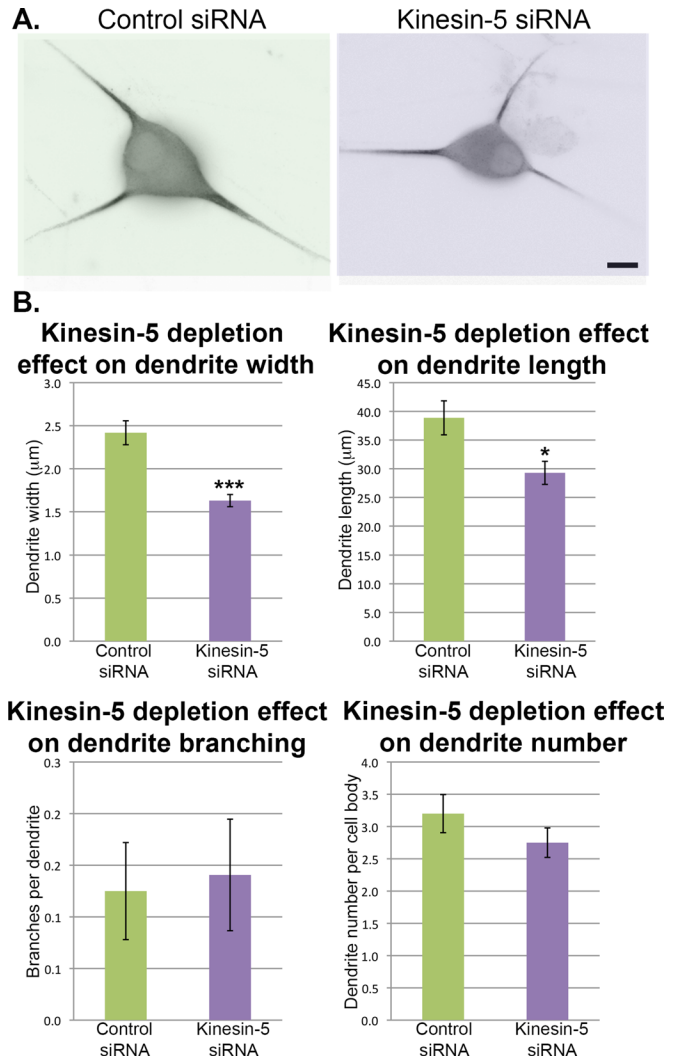 A.
Control siRNA
Kinesin-5 siRNA
B.
Kinesin-5 depletion
effect on dendrite width
3.0
2.5
2.0
1.5
1.0
0.5
0.0
Dendrite width (μm)
***
Control
siRNA
Kinesin-5
siRNA
Kinesin-5 depletion effect
on dendrite length
45.0
40.0
35.0
30.0
25.0
20.0
15.0
10.0
5.0
0.0
Dendrite length (μm)
*
Control
siRNA
Kinesin-5
siRNA
Kinesin-5 depletion effect
on dendrite branching
0.3
0.2
0.2
0.1
0.1
0.0
Branches per dendrite
Control
siRNA
Kinesin-5
siRNA
Kinesin-5 depletion effect
on dendrite number
4.0
3.5
3.0
2.5
2.0
1.5
1.0
0.5
0.0
Dendrite number per cell body
Control
siRNA
Kinesin-5
siRNA